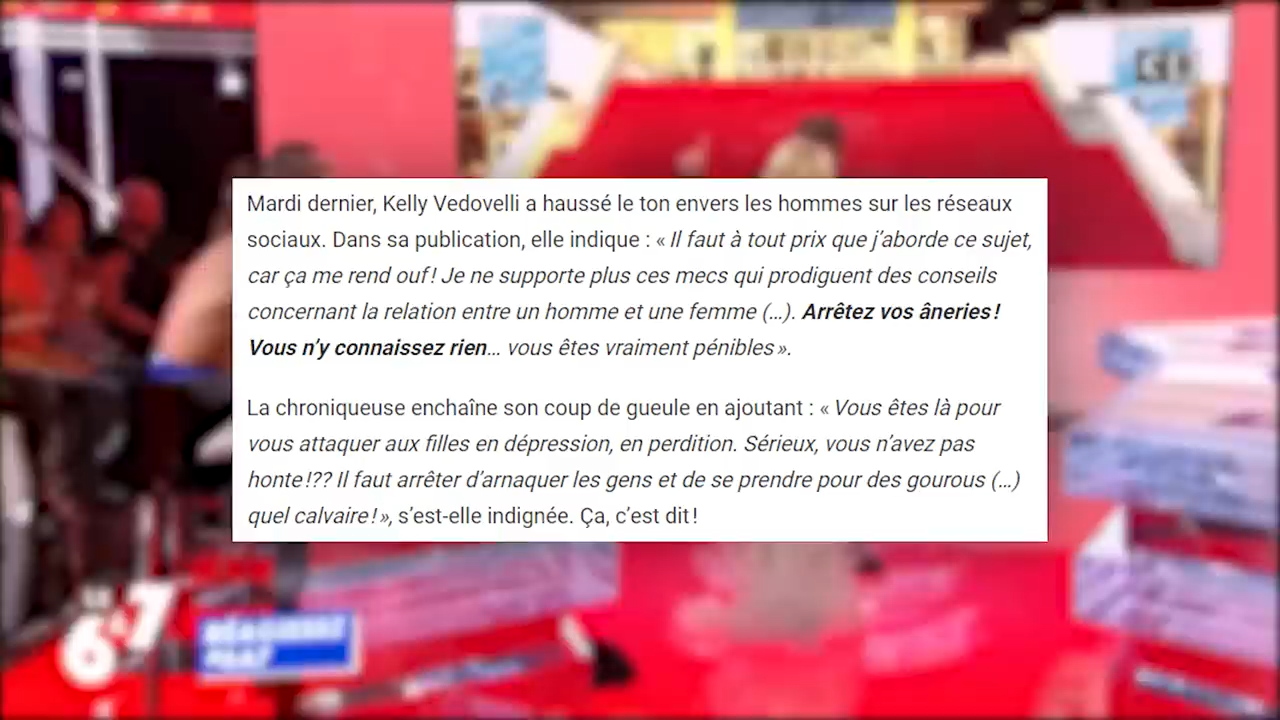 Mardi dernier, Kelly Vedovelli a haussé le ton envers les hommes sur les réseaux
sociaux. Dans sa publication, elle indique : « Il faut à tout prix que j’aborde ce sujet,
car ça me rend ouf ! Je ne supporte plus ces mecs qui prodiguent des conseils
concernant la relation entre un homme et une femme (…). Arrêtez vos âneries !
Vous n’y connaissez rien… vous êtes vraiment pénibles ».
La chroniqueuse enchaîne son coup de gueule en ajoutant : « Vous êtes là pour
vous attaquer aux filles en dépression, en perdition. Sérieux, vous n’avez pas
honte !?? Il faut arrêter d’arnaquer les gens et de se prendre pour des gourous (…)
quel calvaire ! », s’est-elle indignée. Ça, c’est dit !
6
7